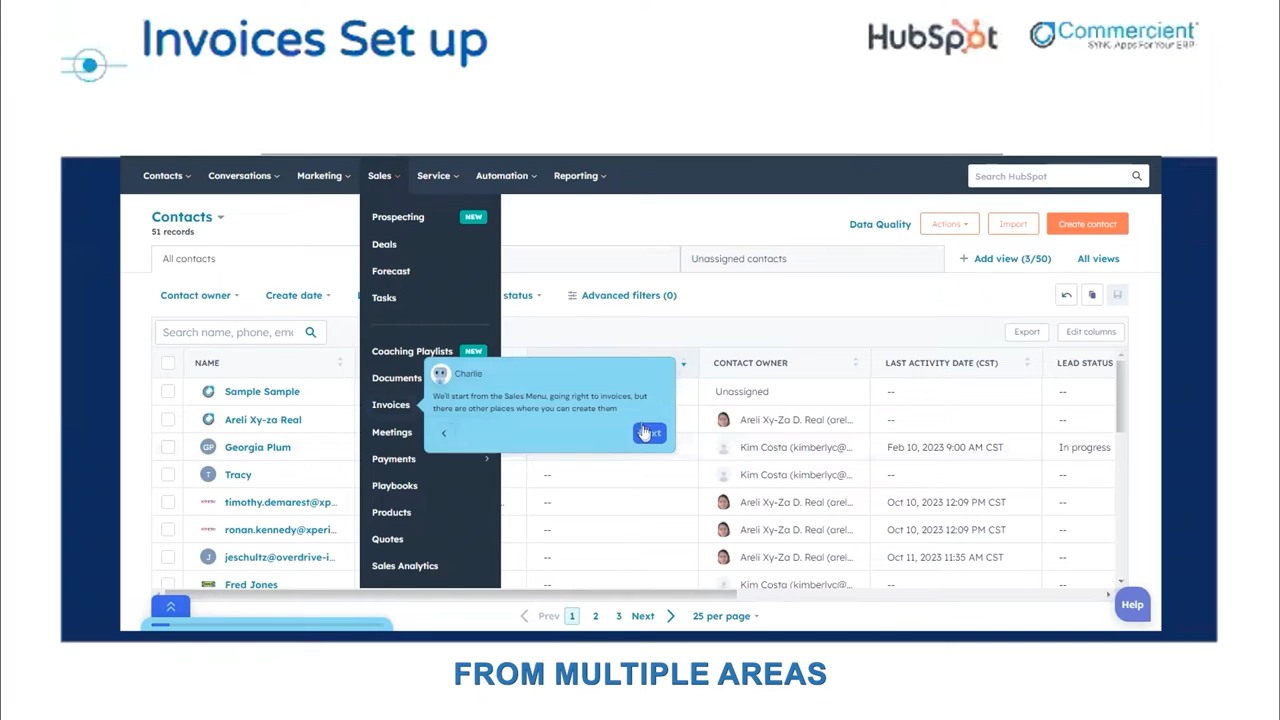 Invoices Set up
HubSpot
Commercient
SYNC. Apps For Your ERP
Contacts
Conversations
Marketing
Sales
Service
Automation
Reporting
Search HubSpot
Prospecting NEW
Deals
Forecast
Tasks
Coaching Playlists NEW
Documents
Invoices
Meetings
Payments
Playbooks
Products
Quotes
Sales Analytics
Contacts
51 records
Data Quality
Actions
Import
Create contact
All contacts
Unassigned contacts
+ Add view (3/50)
All views
Contact owner
Create date
status
Advanced filters (0)
Search name, phone, ema
Export
Edit columns
NAME
CONTACT OWNER
LAST ACTIVITY DATE (CST)
LEAD STATUS
Charlie
We'll start from the Sales Menu, going right to invoices, but
there are other places where you can create them
Sample Sample
Unassigned
--
--
Areli Xy-za Real
Areli Xy-za D. Real (arel...
--
--
GP Georgia Plum
Kim Costa (kimberlyc@...
Feb 10, 2023 9:00 AM CST
In progress
T Tracy
--
Kim Costa (kimberlyc@...
--
--
timothy.demarest@xp...
--
Areli Xy-Za D. Real (arel...
Oct 10, 2023 12:09 PM CST
--
ronan.kennedy@xperi...
--
Areli Xy-Za D. Real (arel...
Oct 10, 2023 12:09 PM CST
--
J jeschultz@overdrive-i...
--
Areli Xy-Za D. Real (arel...
Oct 11, 2023 11:35 AM CST
--
Fred Jones
--
Kim Costa (kimberlyc@...
--
--
Prev 1 2 3 Next
25 per page
Help
FROM MULTIPLE AREAS